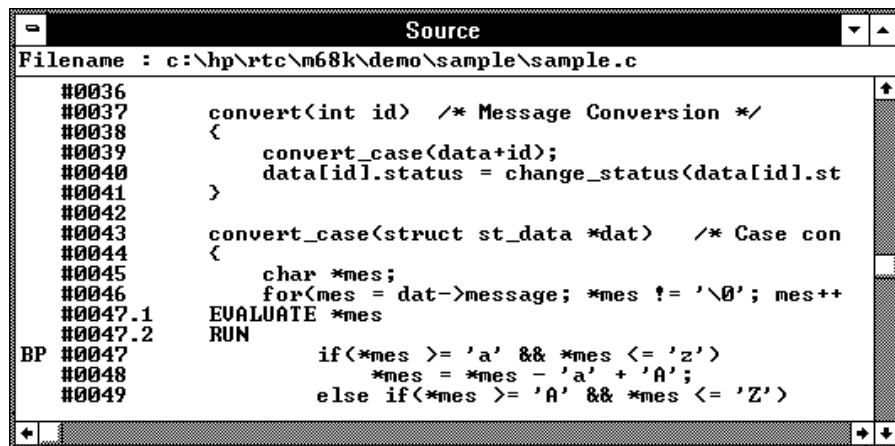 Source
Filename : c:\hp\rtc\m68k\demo\sample\sample.c
#0036
#0037 convert(int id) /* Message Conversion */
#0038 {
#0039 convert_case(data+id);
#0040 data[id].status = change_status(data[id].st
#0041 }
#0042
#0043 convert_case(struct st_data *dat) /* Case con
#0044 {
#0045 char *mes;
#0046 for(mes = dat->message; *mes != '\0'; mes++
#0047.1 EVALUATE *mes
#0047.2 RUN
BP #0047 if(*mes >= 'a' && *mes <= 'z')
#0048 *mes = *mes - 'a' + 'A';
#0049 else if(*mes >= 'A' && *mes <= 'Z')